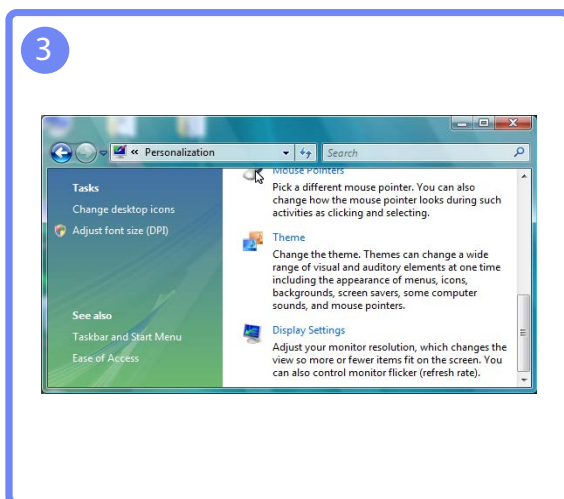 3
« Personalization
Search
Tasks
Change desktop icons
Adjust font size (DPI)
See also
Taskbar and Start Menu
Ease of Access
Mouse Pointers
Pick a different mouse pointer. You can also
change how the mouse pointer looks during such
activities as clicking and selecting.
Theme
Change the theme. Themes can change a wide
range of visual and auditory elements at one time
including the appearance of menus, icons,
backgrounds, screen savers, some computer
sounds, and mouse pointers.
Display Settings
Adjust your monitor resolution, which changes the
view so more or fewer items fit on the screen. You
can also control monitor flicker (refresh rate).